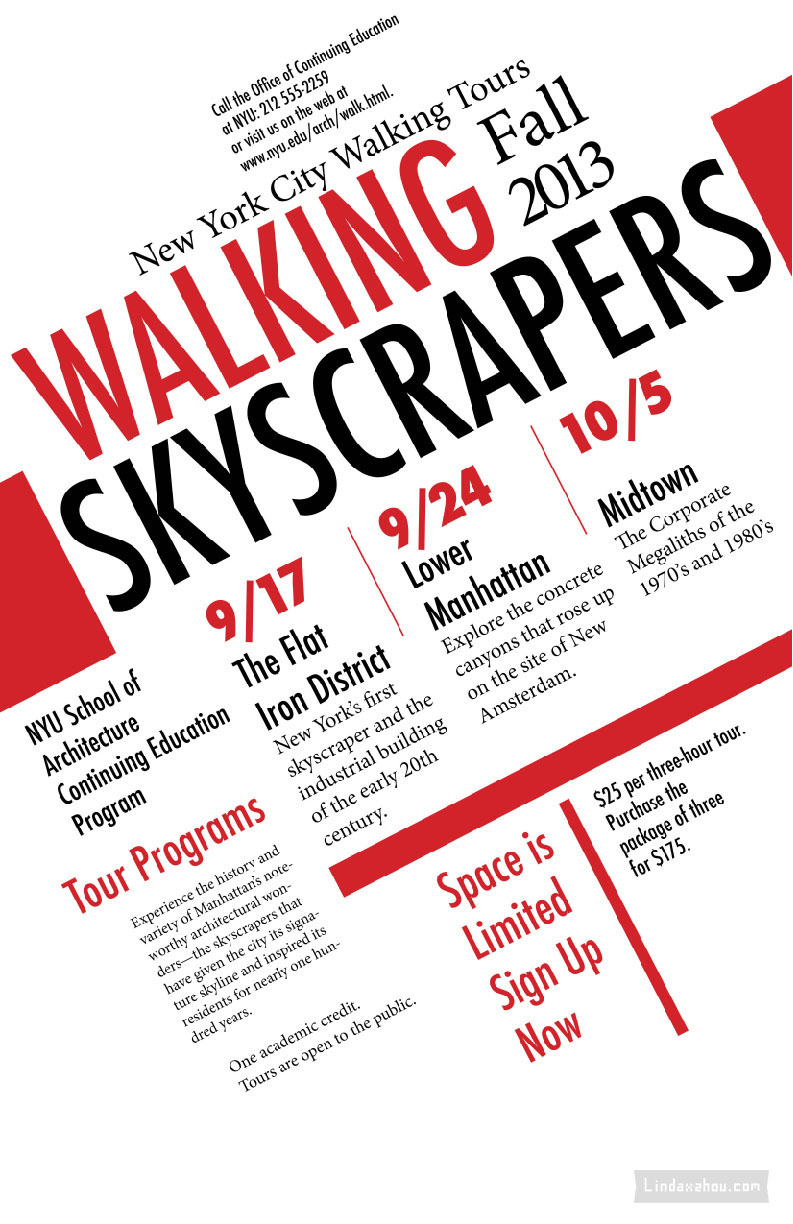 Call the Office of Continuing Education
at NYU: 212 555-2259
or visit us on the web at
www.nyu.edu/arch/walk.html.
New York City Walking Tours
WALKING
Fall
2013
SKYSCRAPERS
9/17
The Flat
Iron District
New York's first
skyscraper and the
industrial building
of the early 20th
century.
9/24
Lower
Manhattan
Explore the concrete
canyons that rose up
on the site of New
Amsterdam.
10/5
Midtown
The Corporate
Megaliths of the
1970's and 1980's
NYU School of
Architecture
Continuing Education
Program
Tour Programs
Experience the history and
variety of Manhattan's note-
worthy architectural won-
ders—the skyscrapers that
have given the city its signa-
ture skyline and inspired its
residents for nearly one hun-
dred years.
One academic credit.
Tours are open to the public.
Space is
Limited
Sign Up
Now
$25 per three-hour tour.
Purchase the
package of three
for $175.
Lindaxzhou.com